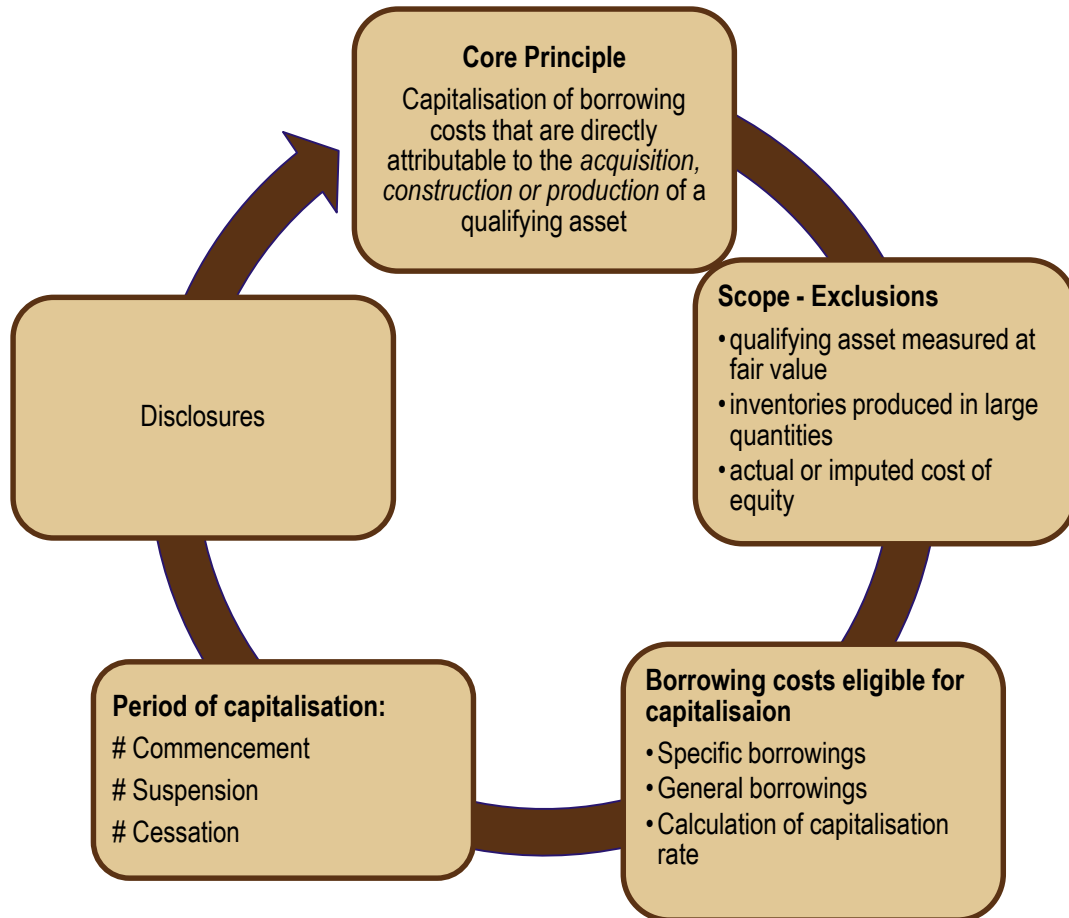 Core Principle
Capitalisation of borrowing
costs that are directly
attributable to the acquisition,
construction or production of a
qualifying asset
Scope - Exclusions
• qualifying asset measured at
fair value
• inventories produced in large
quantities
• actual or imputed cost of
equity
Borrowing costs eligible for
capitalisaion
• Specific borrowings
• General borrowings
• Calculation of capitalisation
rate
Period of capitalisation:
# Commencement
# Suspension
# Cessation
Disclosures